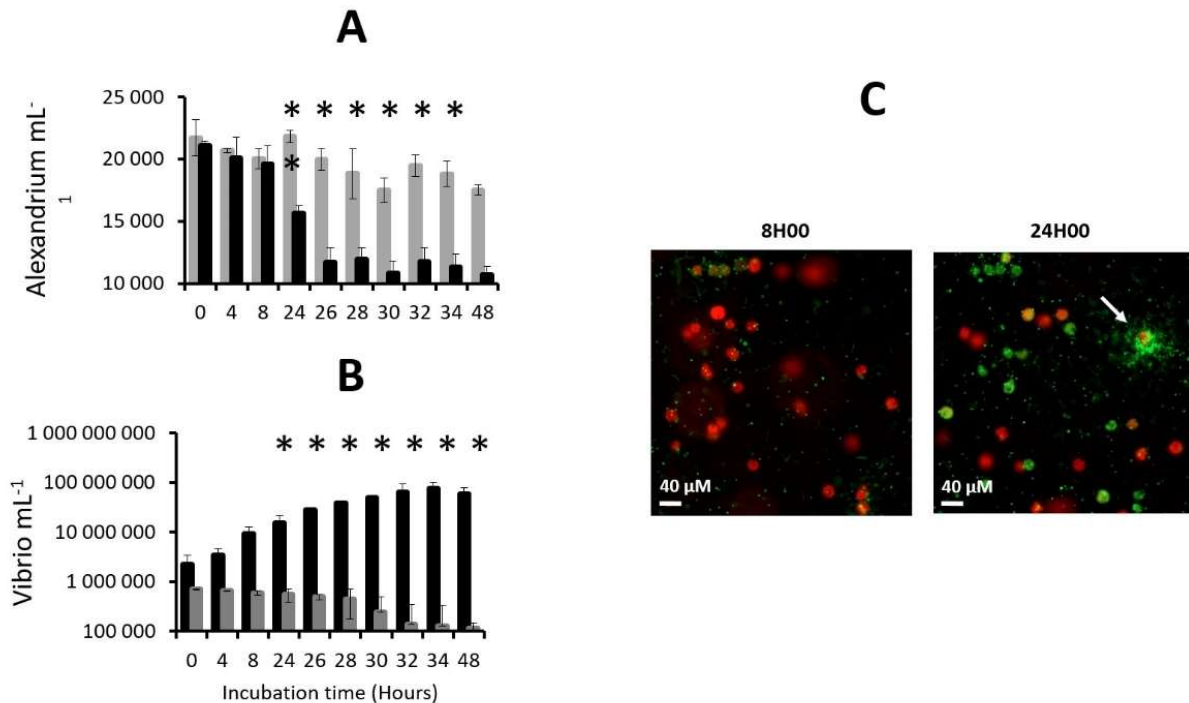 A
25 000
20 000
15 000
10 000
Alexandrium mL-
1
* * * * * *
*
0 4 8 24 26 28 30 32 34 48
B
1 000 000 000
100 000 000
10 000 000
1 000 000
100 000
Vibrio mL-1
* * * * * * *
0 4 8 24 26 28 30 32 34 48
Incubation time (Hours)
C
8H00
24H00
40 µM
40 µM